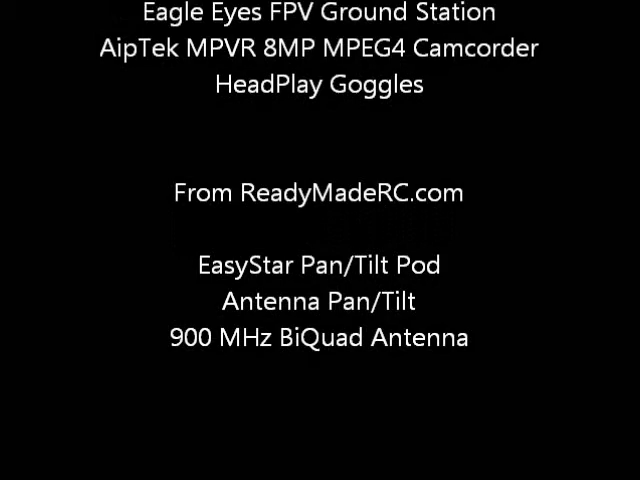 Eagle Eyes FPV Ground Station
AipTek MPVR 8MP MPEG4 Camcorder
HeadPlay Goggles
From ReadyMadeRC.com
EasyStar Pan/Tilt Pod
Antenna Pan/Tilt
900 MHz BiQuad Antenna